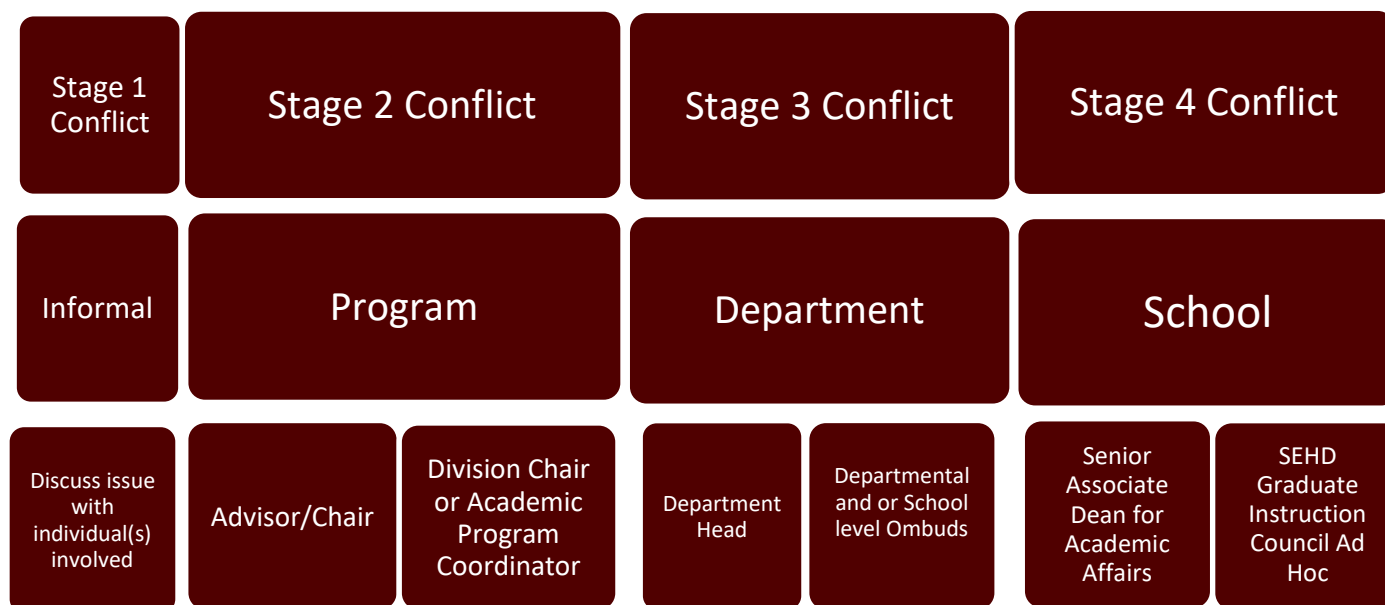 Stage 1
Conflict
Stage 2 Conflict
Stage 3 Conflict
Stage 4 Conflict
Informal
Program
Department
School
Discuss issue
with
individual(s)
involved
Advisor/Chair
Division Chair
or Academic
Program
Coordinator
Department
Head
Departmental
and or School
level Ombuds
Senior
Associate
Dean for
Academic
Affairs
SEHD
Graduate
Instruction
Council Ad
Hoc